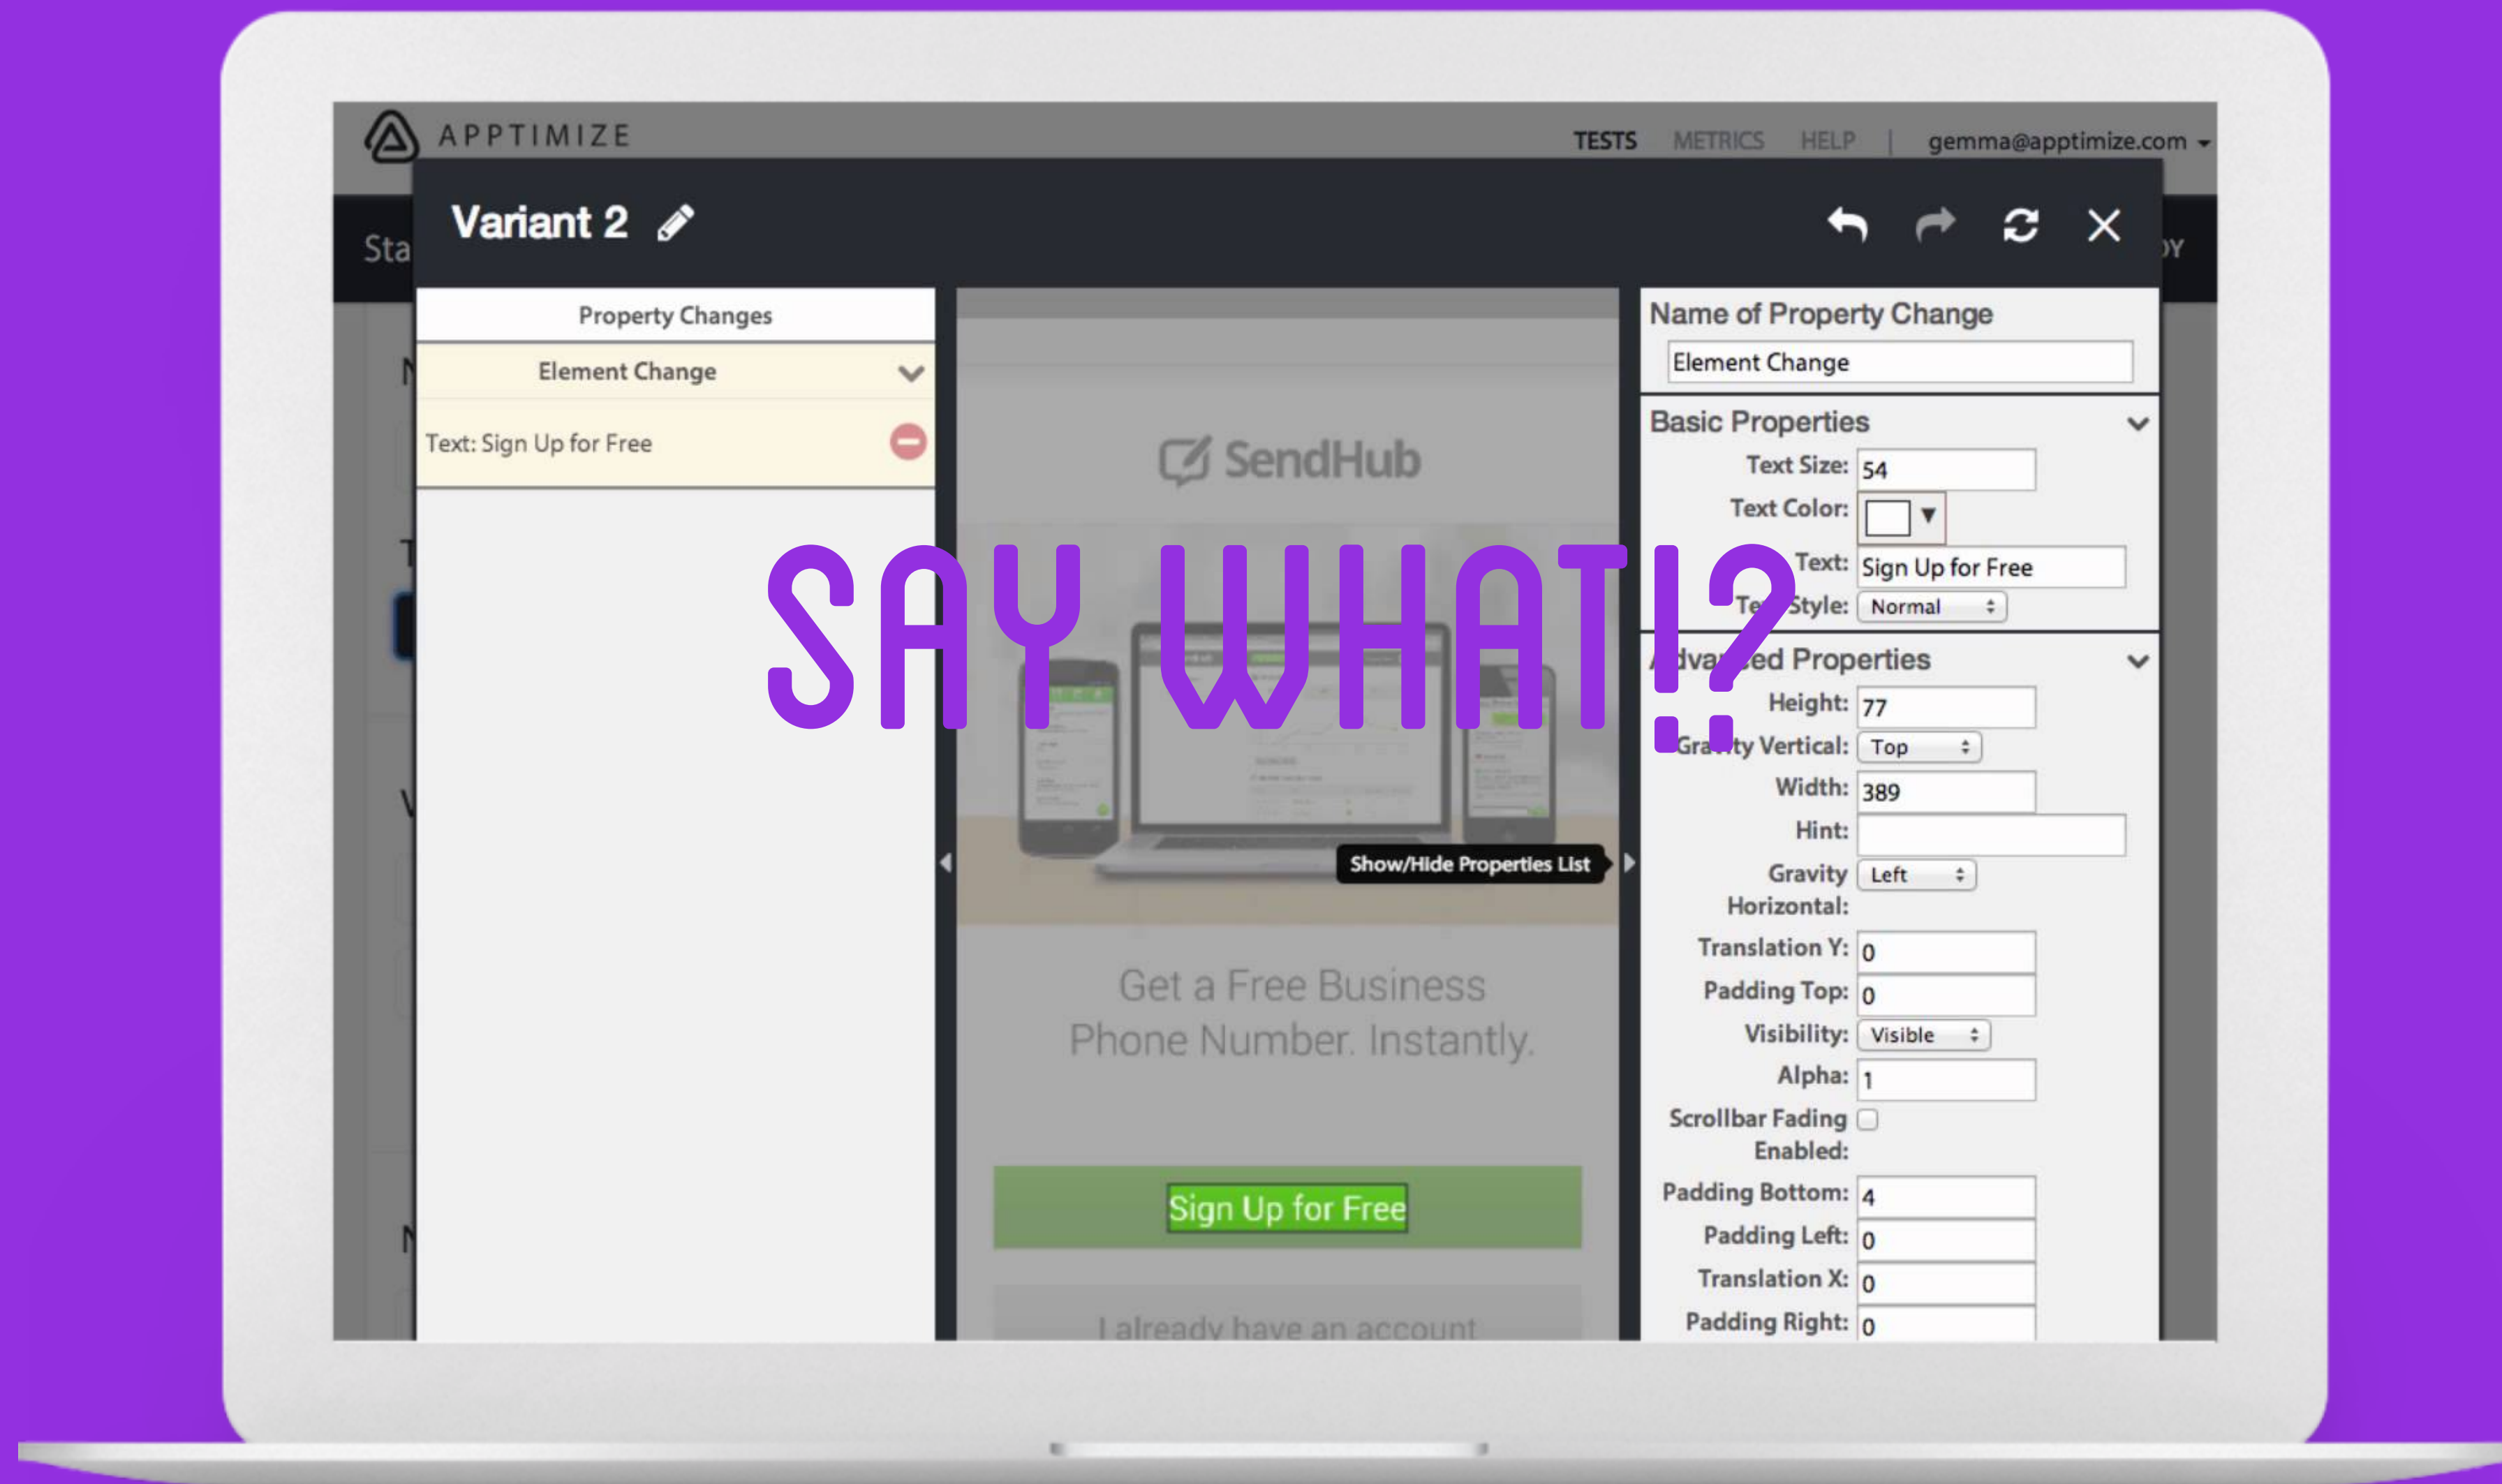 APPTIMIZE
TESTS METRICS HELP | gemma@apptimize.com
Variant 2
Property Changes
Element Change
Text: Sign Up for Free
SendHub
SAY WHAT!?
Show/Hide Properties List
Get a Free Business
Phone Number. Instantly.
Sign Up for Free
I already have an account
Name of Property Change
Element Change
Basic Properties
Text Size: 54
Text Color:
Text: Sign Up for Free
Style: Normal
Properties
Height: 77
Vertical: Top
Width: 389
Hint:
Gravity Left
Horizontal:
Translation Y: 0
Padding Top: 0
Visibility: Visible
Alpha: 1
Scrollbar Fading
Enabled:
Padding Bottom: 4
Padding Left: 0
Translation X: 0
Padding Right: 0